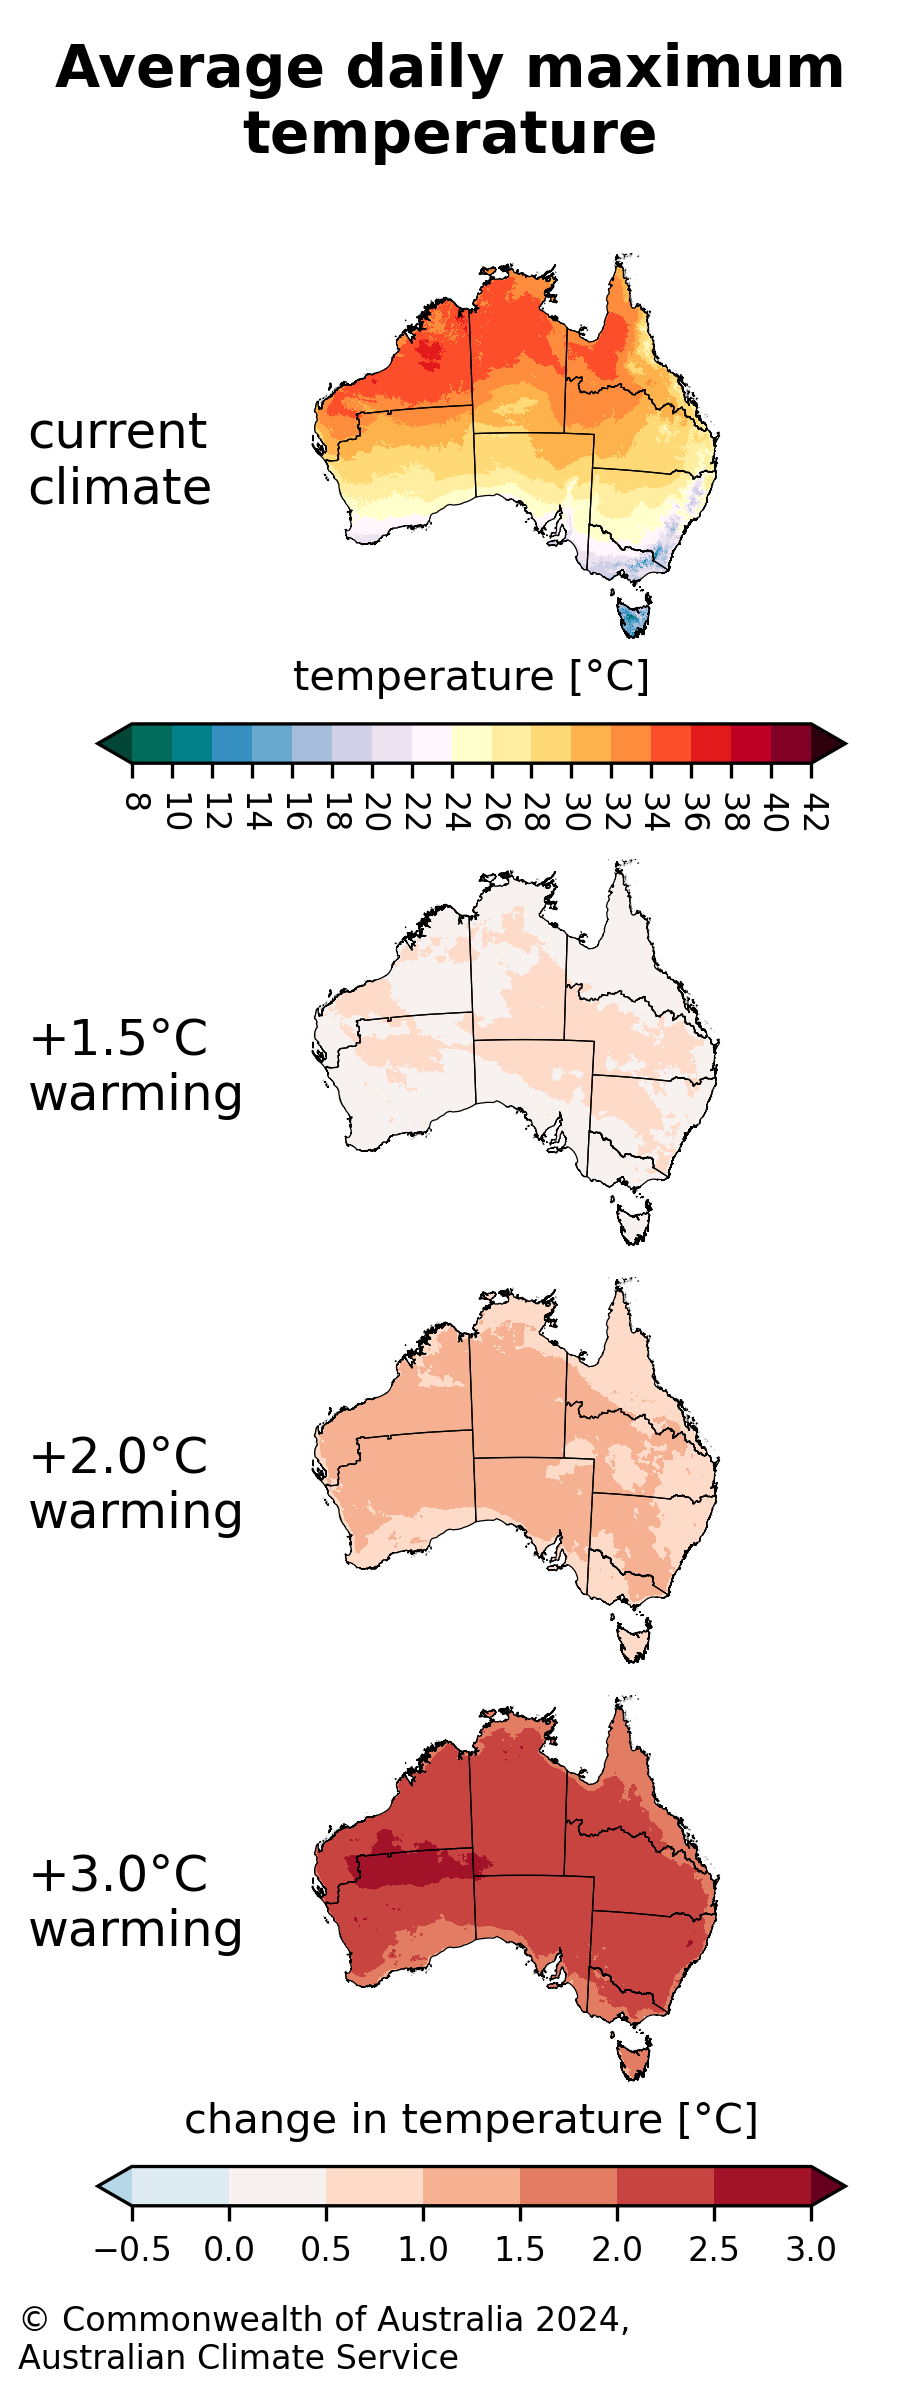 Average daily maximum
temperature
current
climate
temperature [°C]
8 10 12 14 16 18 20 22 24 26 28 30 32 34 36 38 40 42
+1.5°C
warming
+2.0°C
warming
+3.0°C
warming
change in temperature [°C]
−0.5 0.0 0.5 1.0 1.5 2.0 2.5 3.0
© Commonwealth of Australia 2024,
Australian Climate Service